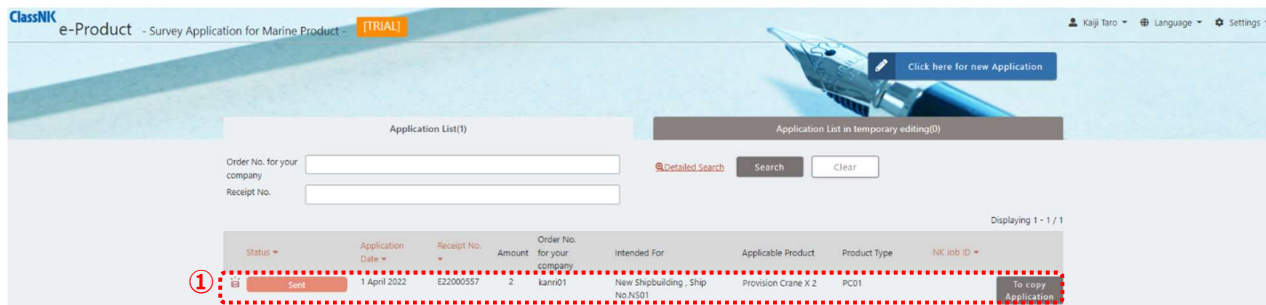 ClassNK
e-Product - Survey Application for Marine Product - [TRIAL]
Kaiji Taro Language Settings
Click here for new Application
Application List(1)
Application List in temporary editing(0)
Order No. for your
company
Detailed Search Search Clear
Receipt No.
Displaying 1 - 1 / 1
Status
Application
Date
Receipt No.
Amount
Order No.
for your
company
Intended For
Applicable Product
Product Type
NK Job ID
①
Sent
1 April 2022
E22000557
2
kanri01
New Shipbuilding , Ship
No.NS01
Provision Crane X 2
PC01
To copy
Application